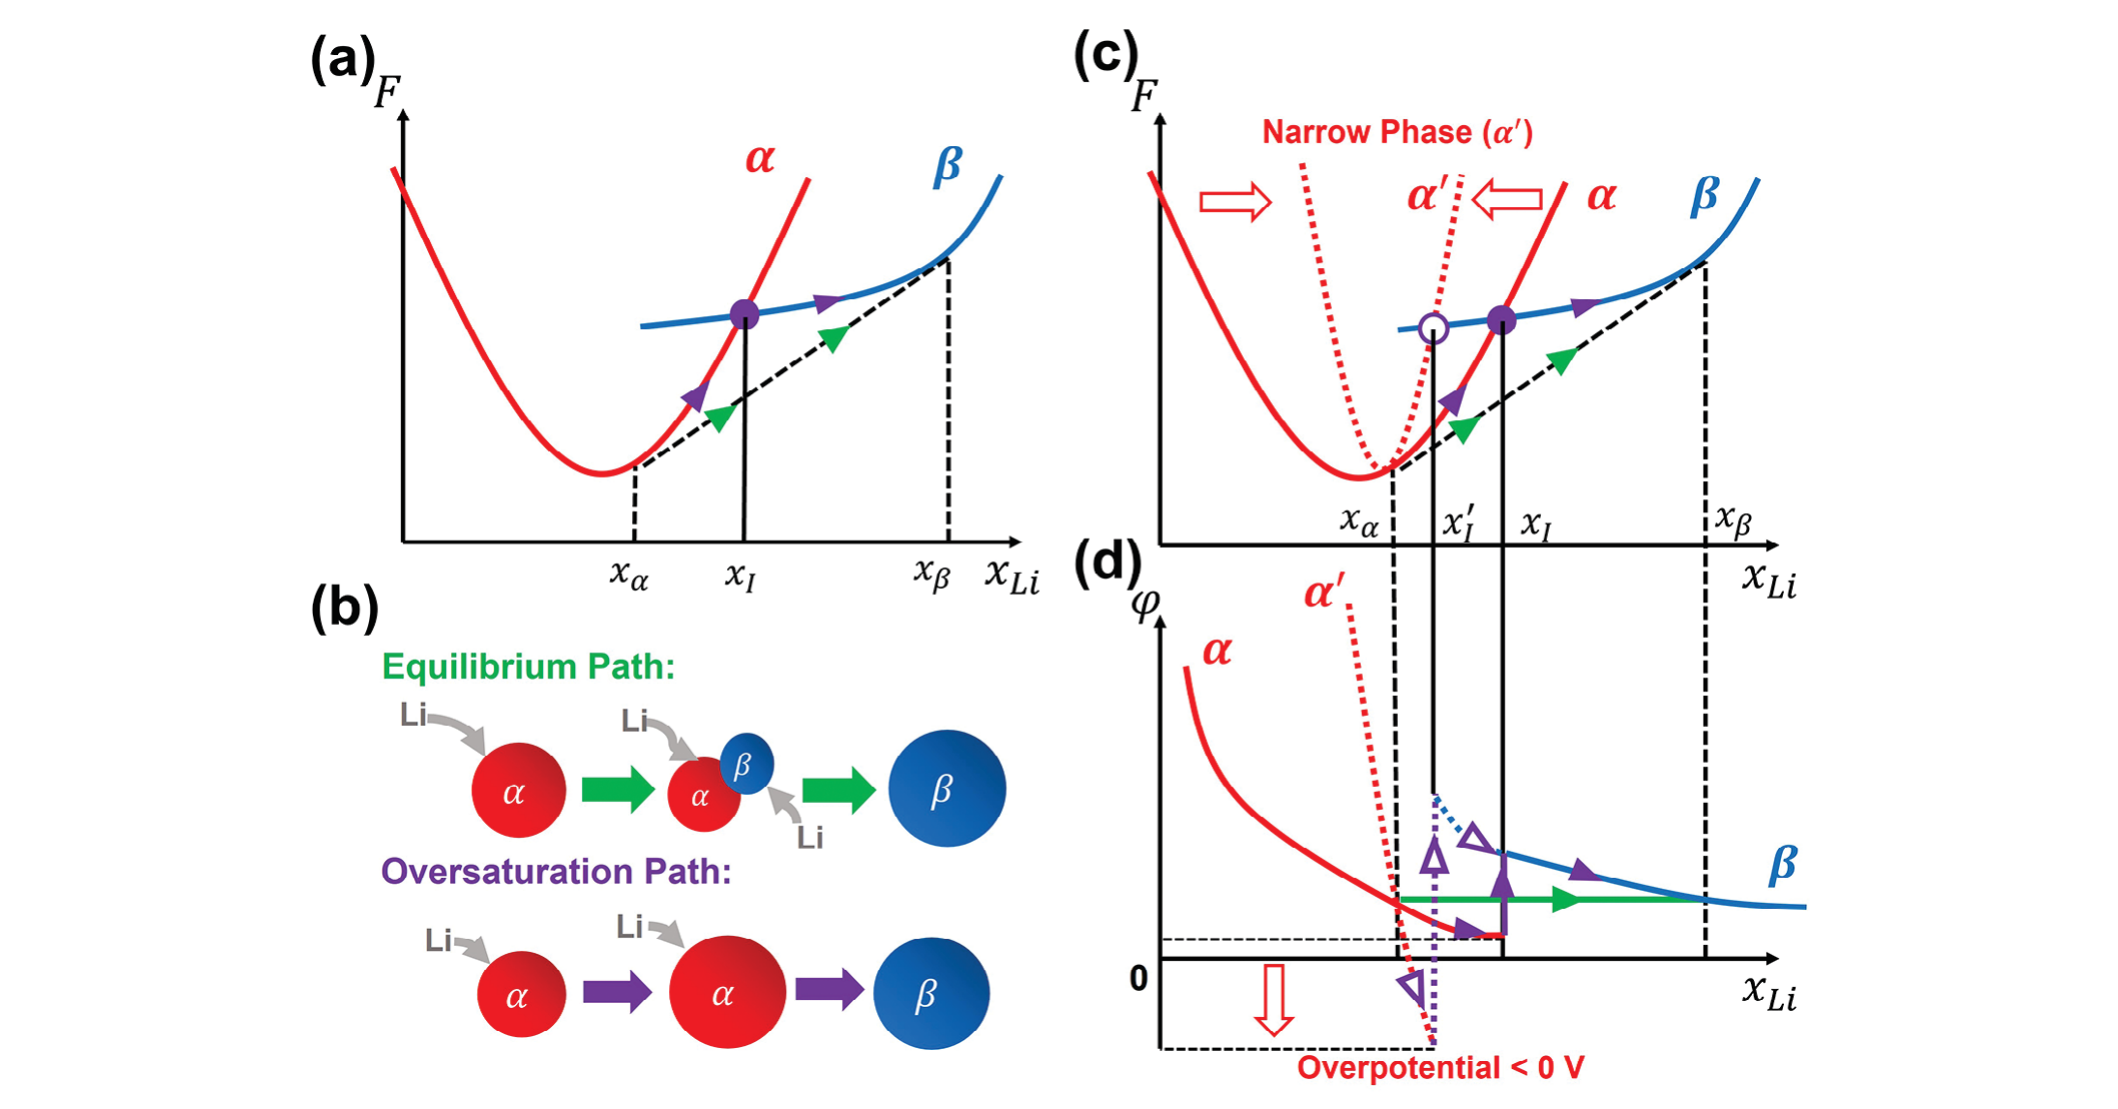 (a)
F
α
β
xα
xI
xβ
xLi
(b)
Equilibrium Path:
Li
α
Li
α
β
Li
β
Oversaturation Path:
Li
α
Li
α
β
(c)
F
Narrow Phase (α′)
α′
α
β
xα
x′I
xI
xβ
xLi
(d)
φ
α′
α
β
0
xLi
Overpotential < 0 V